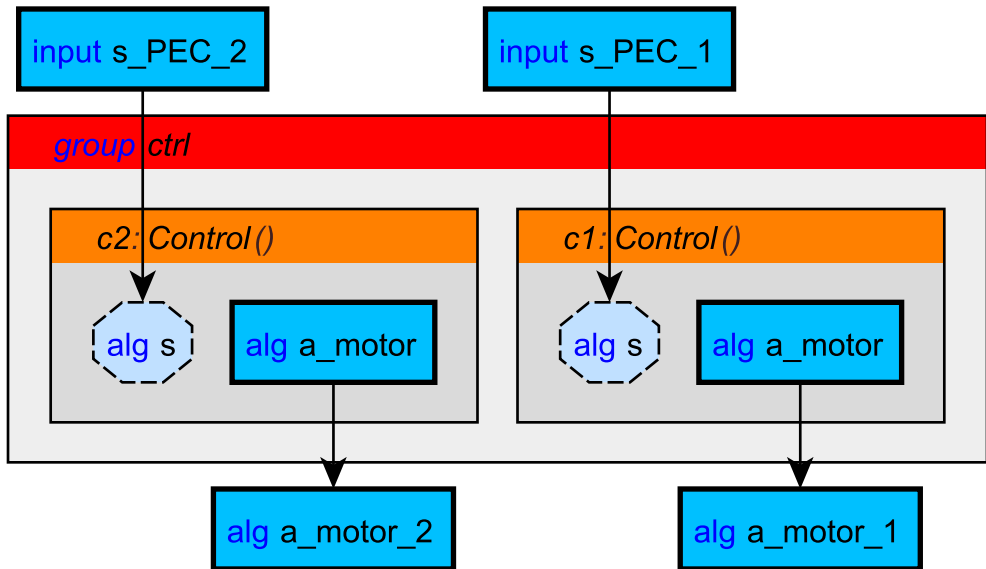 input s_PEC_2
input s_PEC_1
group ctrl
c2: Control()
c1: Control()
alg s
alg a_motor
alg s
alg a_motor
alg a_motor_2
alg a_motor_1